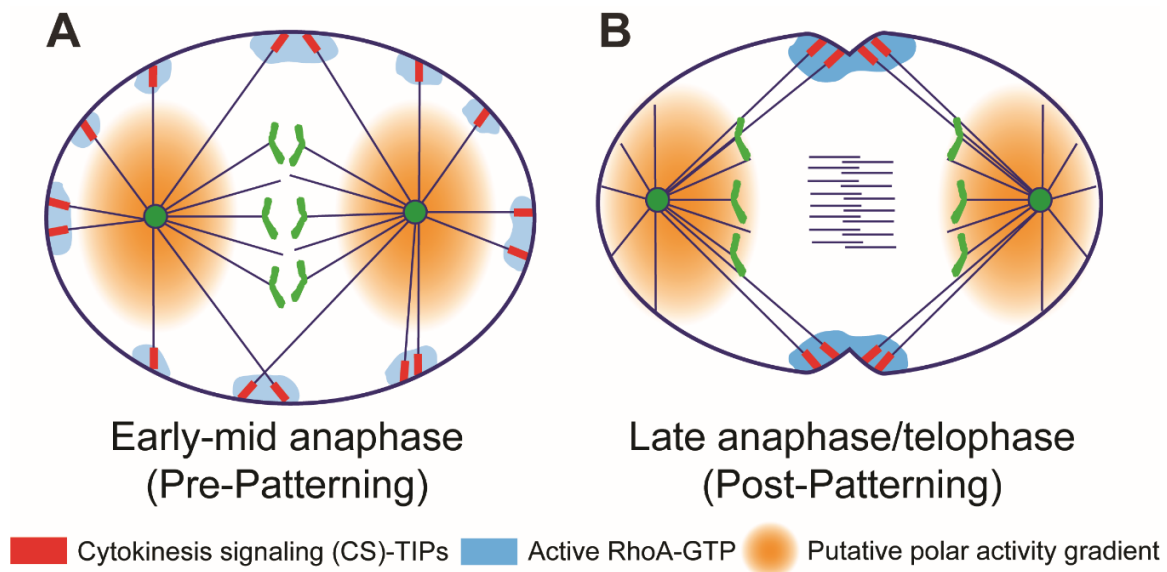 A
B
Early-mid anaphase
(Pre-Patterning)
Late anaphase/telophase
(Post-Patterning)
Cytokinesis signaling (CS)-TIPs
Active RhoA-GTP
Putative polar activity gradient